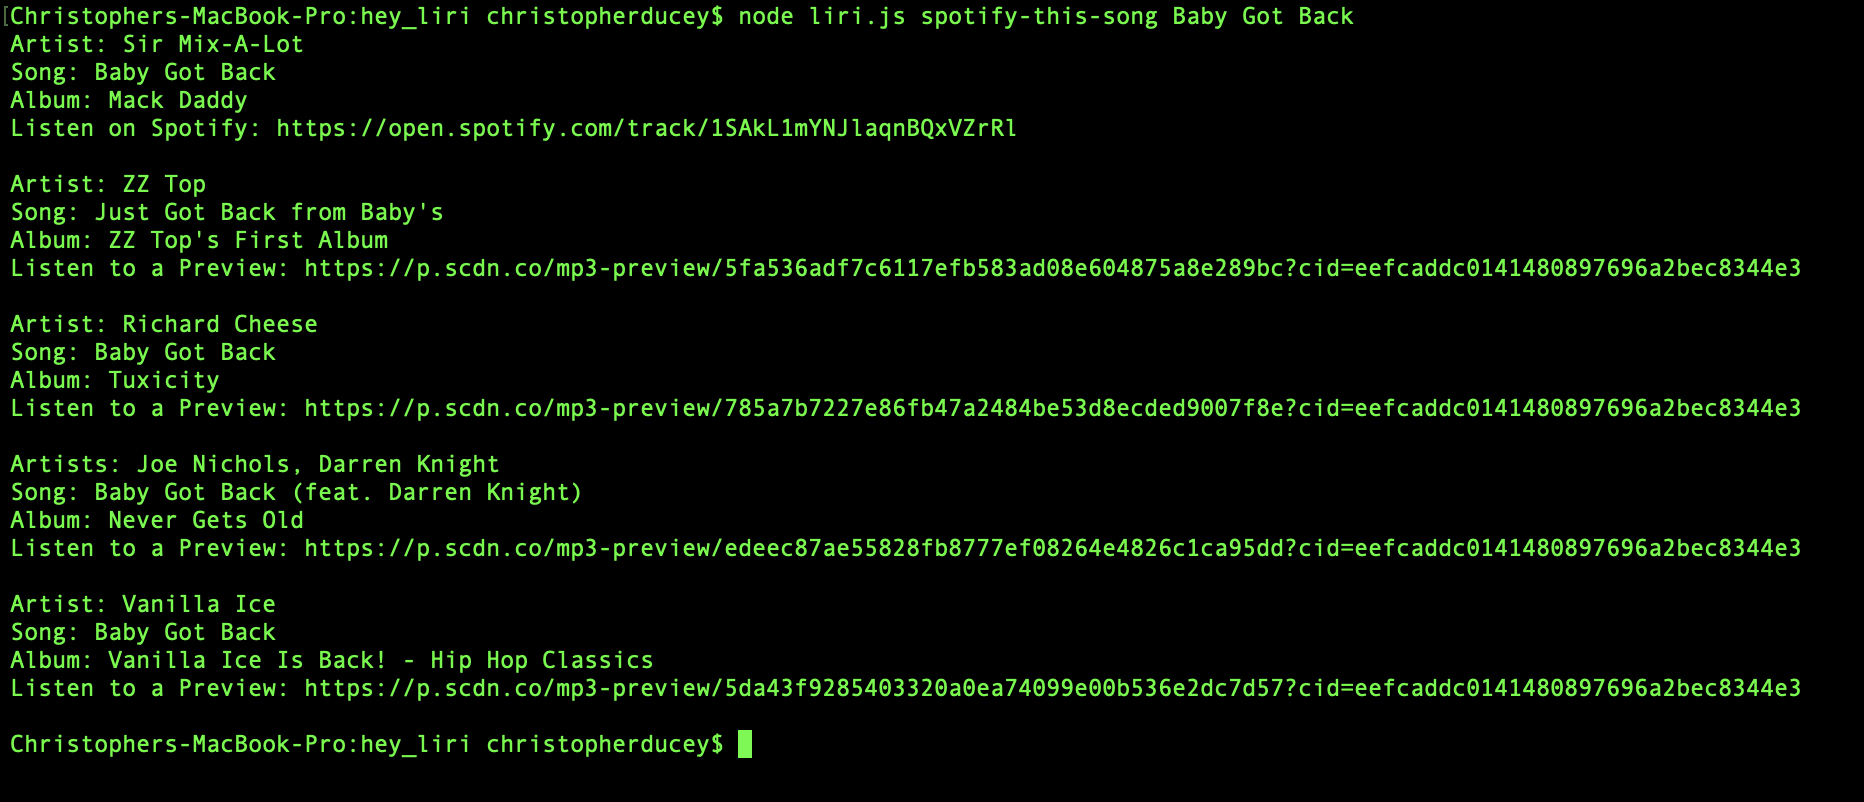 Christophers-MacBook-Pro:hey_liri christopherducey$ node liri.js spotify-this-song Baby Got Back
Artist: Sir Mix-A-Lot
Song: Baby Got Back
Album: Mack Daddy
Listen on Spotify: https://open.spotify.com/track/1SAkL1mYNJlaqnBQxVZrRl

Artist: ZZ Top
Song: Just Got Back from Baby's
Album: ZZ Top's First Album
Listen to a Preview: https://p.scdn.co/mp3-preview/5fa536adf7c6117efb583ad08e604875a8e289bc?cid=eefcaddc0141480897696a2bec8344e3

Artist: Richard Cheese
Song: Baby Got Back
Album: Tuxicity
Listen to a Preview: https://p.scdn.co/mp3-preview/785a7b7227e86fb47a2484be53d8ecded9007f8e?cid=eefcaddc0141480897696a2bec8344e3

Artists: Joe Nichols, Darren Knight
Song: Baby Got Back (feat. Darren Knight)
Album: Never Gets Old
Listen to a Preview: https://p.scdn.co/mp3-preview/edeec87ae55828fb8777ef08264e4826c1ca95dd?cid=eefcaddc0141480897696a2bec8344e3

Artist: Vanilla Ice
Song: Baby Got Back
Album: Vanilla Ice Is Back! - Hip Hop Classics
Listen to a Preview: https://p.scdn.co/mp3-preview/5da43f9285403320a0ea74099e00b536e2dc7d57?cid=eefcaddc0141480897696a2bec8344e3

Christophers-MacBook-Pro:hey_liri christopherducey$